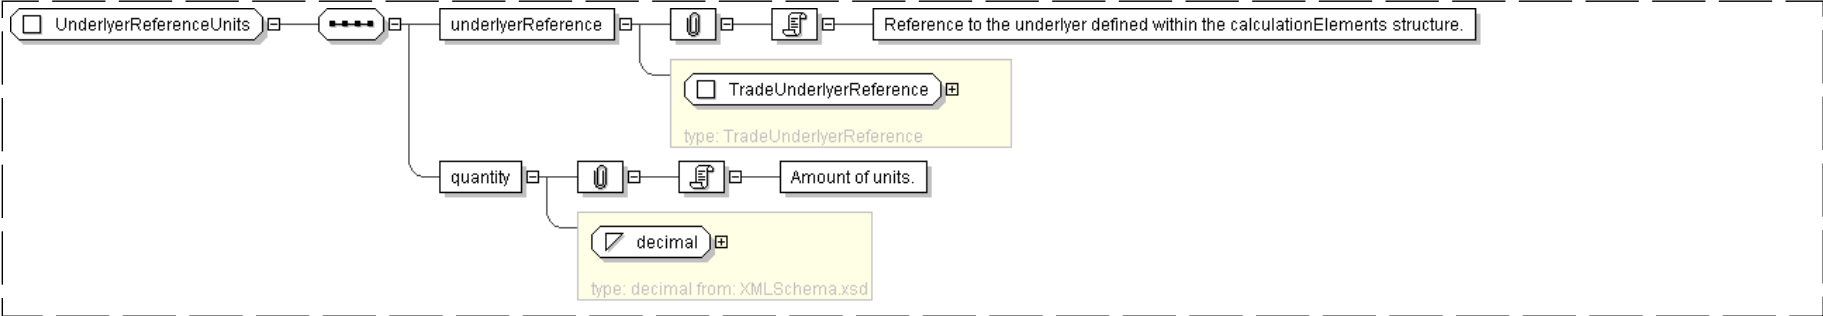 UnderlyerReferenceUnits
underlyerReference
Reference to the underlyer defined within the calculationElements structure.
TradeUnderlyerReference
type: TradeUnderlyerReference
quantity
Amount of units.
decimal
type: decimal from: XMLSchema.xsd